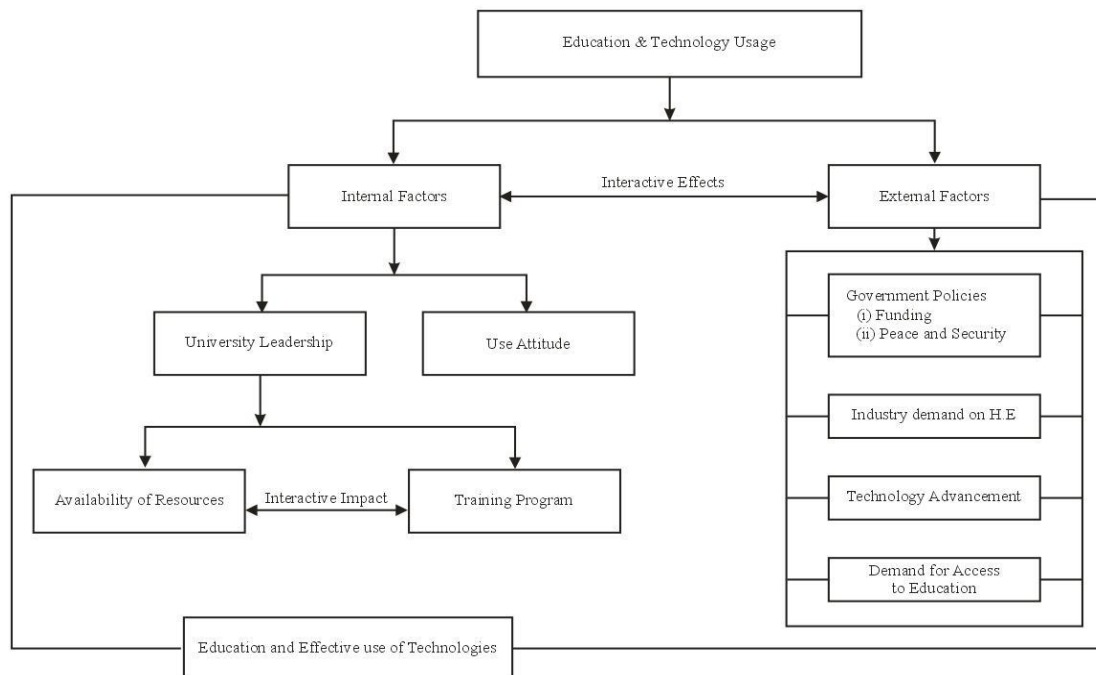 Education & Technology Usage
Internal Factors
Interactive Effects
External Factors
University Leadership
Use Attitude
Government Policies
(i) Funding
(ii) Peace and Security
Industry demand on H.E
Availability of Resources
Interactive Impact
Training Program
Technology Advancement
Demand for Access
to Education
Education and Effective use of Technologies